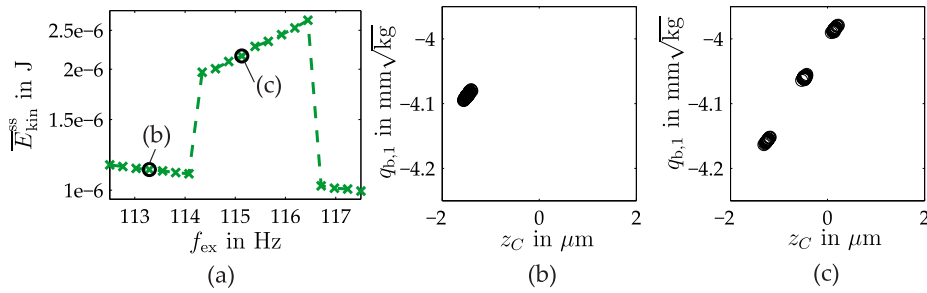 2.5e−6
2e−6
1.5e−6
1e−6
E̿ˢˢ_kin in J
(b)
(c)
113 114 115 116 117
f_ex in Hz
(a)
−4
−4.1
−4.2
q_b,1 in mm√kg
−2 0 2
z_C in μm
(b)
−4
−4.1
−4.2
q_b,1 in mm√kg
−2 0 2
z_C in μm
(c)